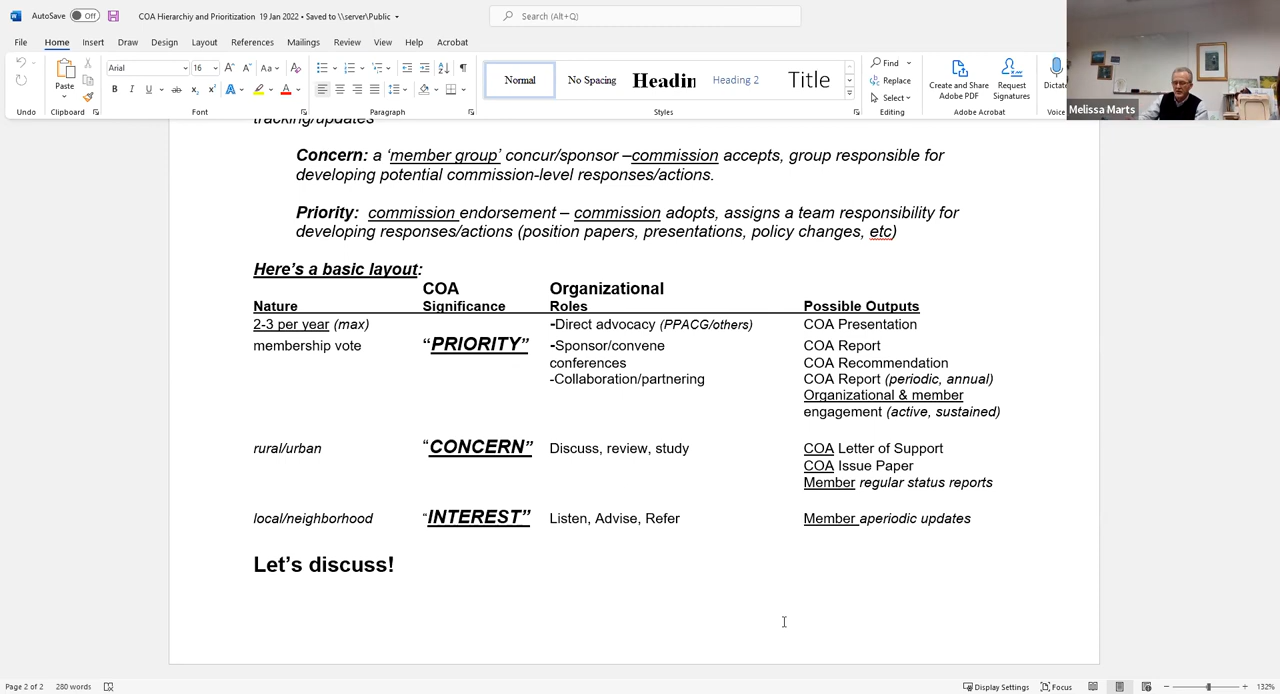 AutoSave Off COA Hierarchiy and Prioritization 19 Jan 2022 • Saved to \\server\Public Search (Alt+Q)
File Home Insert Draw Design Layout References Mailings Review View Help Acrobat
Arial 16 A A Aa A
Paste
B I U ab x₂ x² A A
Normal No Spacing Headin Heading 2 Title
Find
Replace
Select
Create and Share
Adobe PDF
Request
Signatures
Dictat
Undo Clipboard Font Paragraph Styles Editing Adobe Acrobat Voice
Melissa Marts
tracking/updates
Concern: a ‘member group’ concur/sponsor –commission accepts, group responsible for
developing potential commission-level responses/actions.
Priority: commission endorsement – commission adopts, assigns a team responsibility for
developing responses/actions (position papers, presentations, policy changes, etc)
Here’s a basic layout:
COA Organizational
Nature Significance Roles Possible Outputs
2-3 per year (max) -Direct advocacy (PPACG/others) COA Presentation
membership vote “PRIORITY” -Sponsor/convene COA Report
conferences COA Recommendation
-Collaboration/partnering COA Report (periodic, annual)
Organizational & member
engagement (active, sustained)
rural/urban “CONCERN” Discuss, review, study COA Letter of Support
COA Issue Paper
Member regular status reports
local/neighborhood “INTEREST” Listen, Advise, Refer Member aperiodic updates
Let’s discuss!
Page 2 of 2 280 words Display Settings Focus 132%